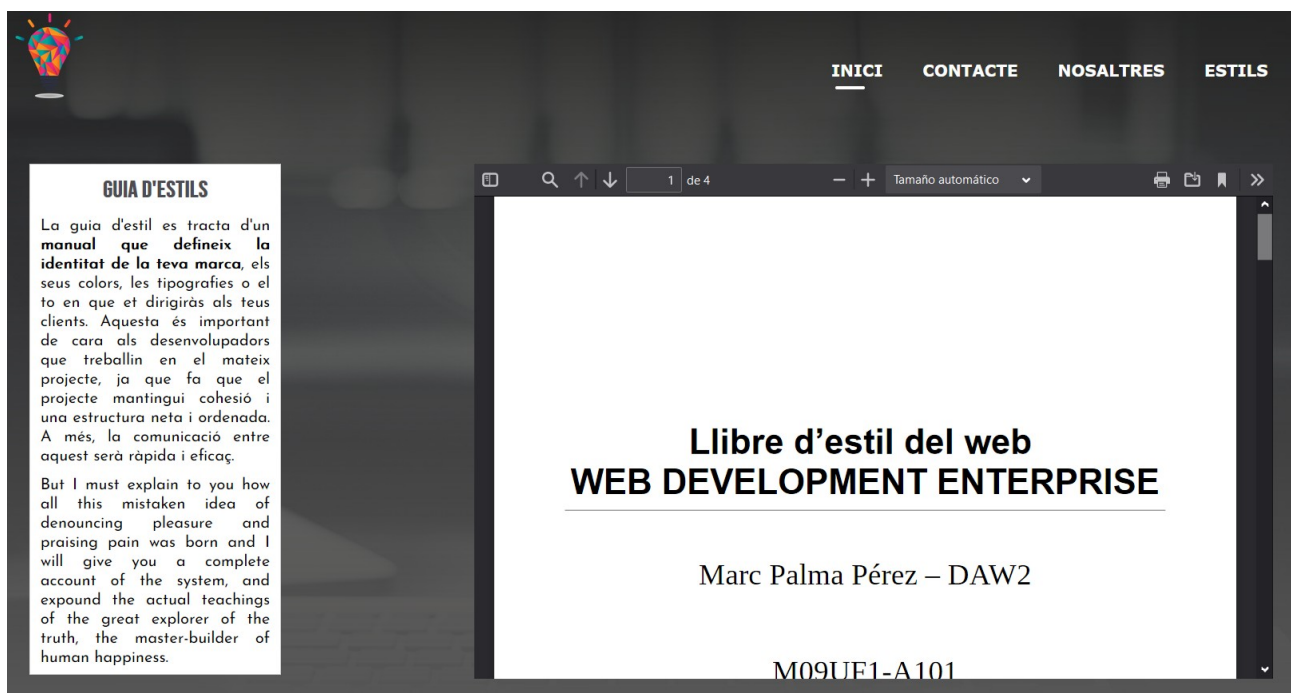 INICI CONTACTE NOSALTRES ESTILS
GUIA D'ESTILS
La guia d'estil es tracta d'un
manual que defineix la
identitat de la teva marca, els
seus colors, les tipografies o el
to en que et dirigiràs als teus
clients. Aquesta és important
de cara als desenvolupadors
que treballin en el mateix
projecte, ja que fa que el
projecte mantingui cohesió i
una estructura neta i ordenada.
A més, la comunicació entre
aquest serà ràpida i eficaç.
But I must explain to you how
all this mistaken idea of
denouncing pleasure and
praising pain was born and I
will give you a complete
account of the system, and
expound the actual teachings
of the great explorer of the
truth, the master-builder of
human happiness.
1 de 4 Tamaño automático
Llibre d’estil del web
WEB DEVELOPMENT ENTERPRISE
Marc Palma Pérez – DAW2
M09UF1-A101